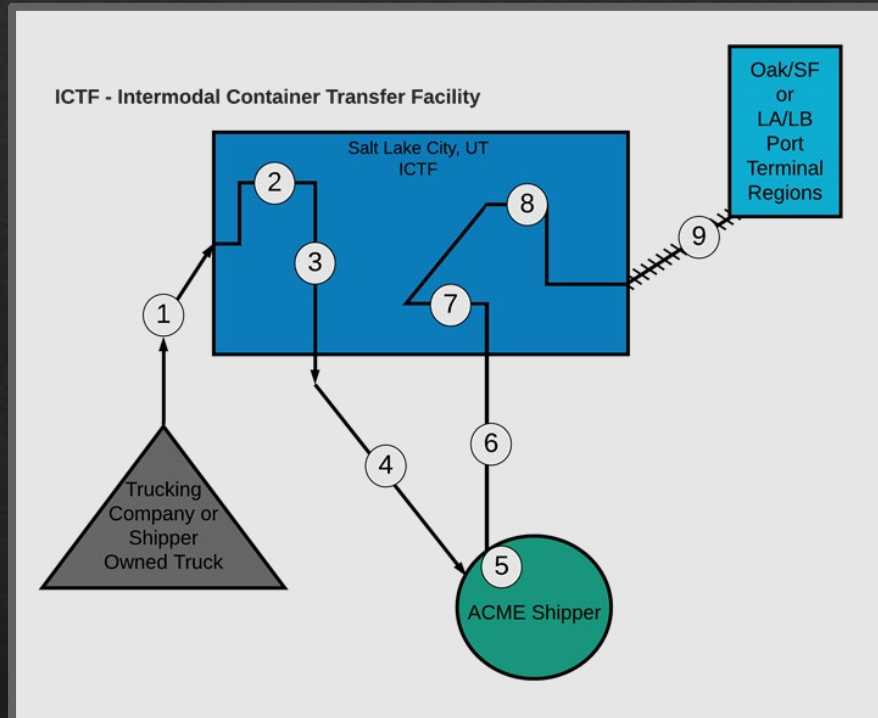 ICTF - Intermodal Container Transfer Facility
Oak/SF
or
LA/LB
Port
Terminal
Regions
Salt Lake City, UT
ICTF
2
8
9
3
7
1
6
4
Trucking
Company or
Shipper
Owned Truck
5
ACME Shipper